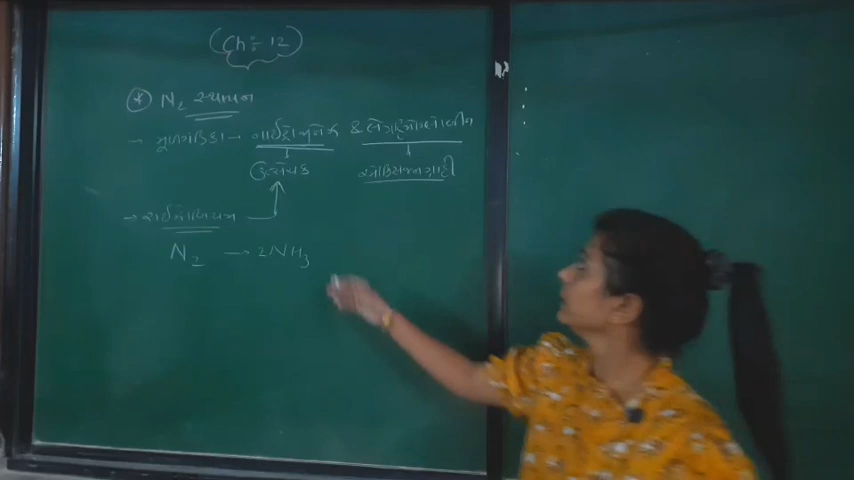 Ch :- 12
* N2 સ્થાપન
→ મૂળગંડિકા → નાઈટ્રોજીનેઝ & લેગહિમોગ્લોબીન
ઉત્સેચક ઓક્સિજનગ્રાહી
→ રાઈઝોબિયમ
N2 → 2NH3